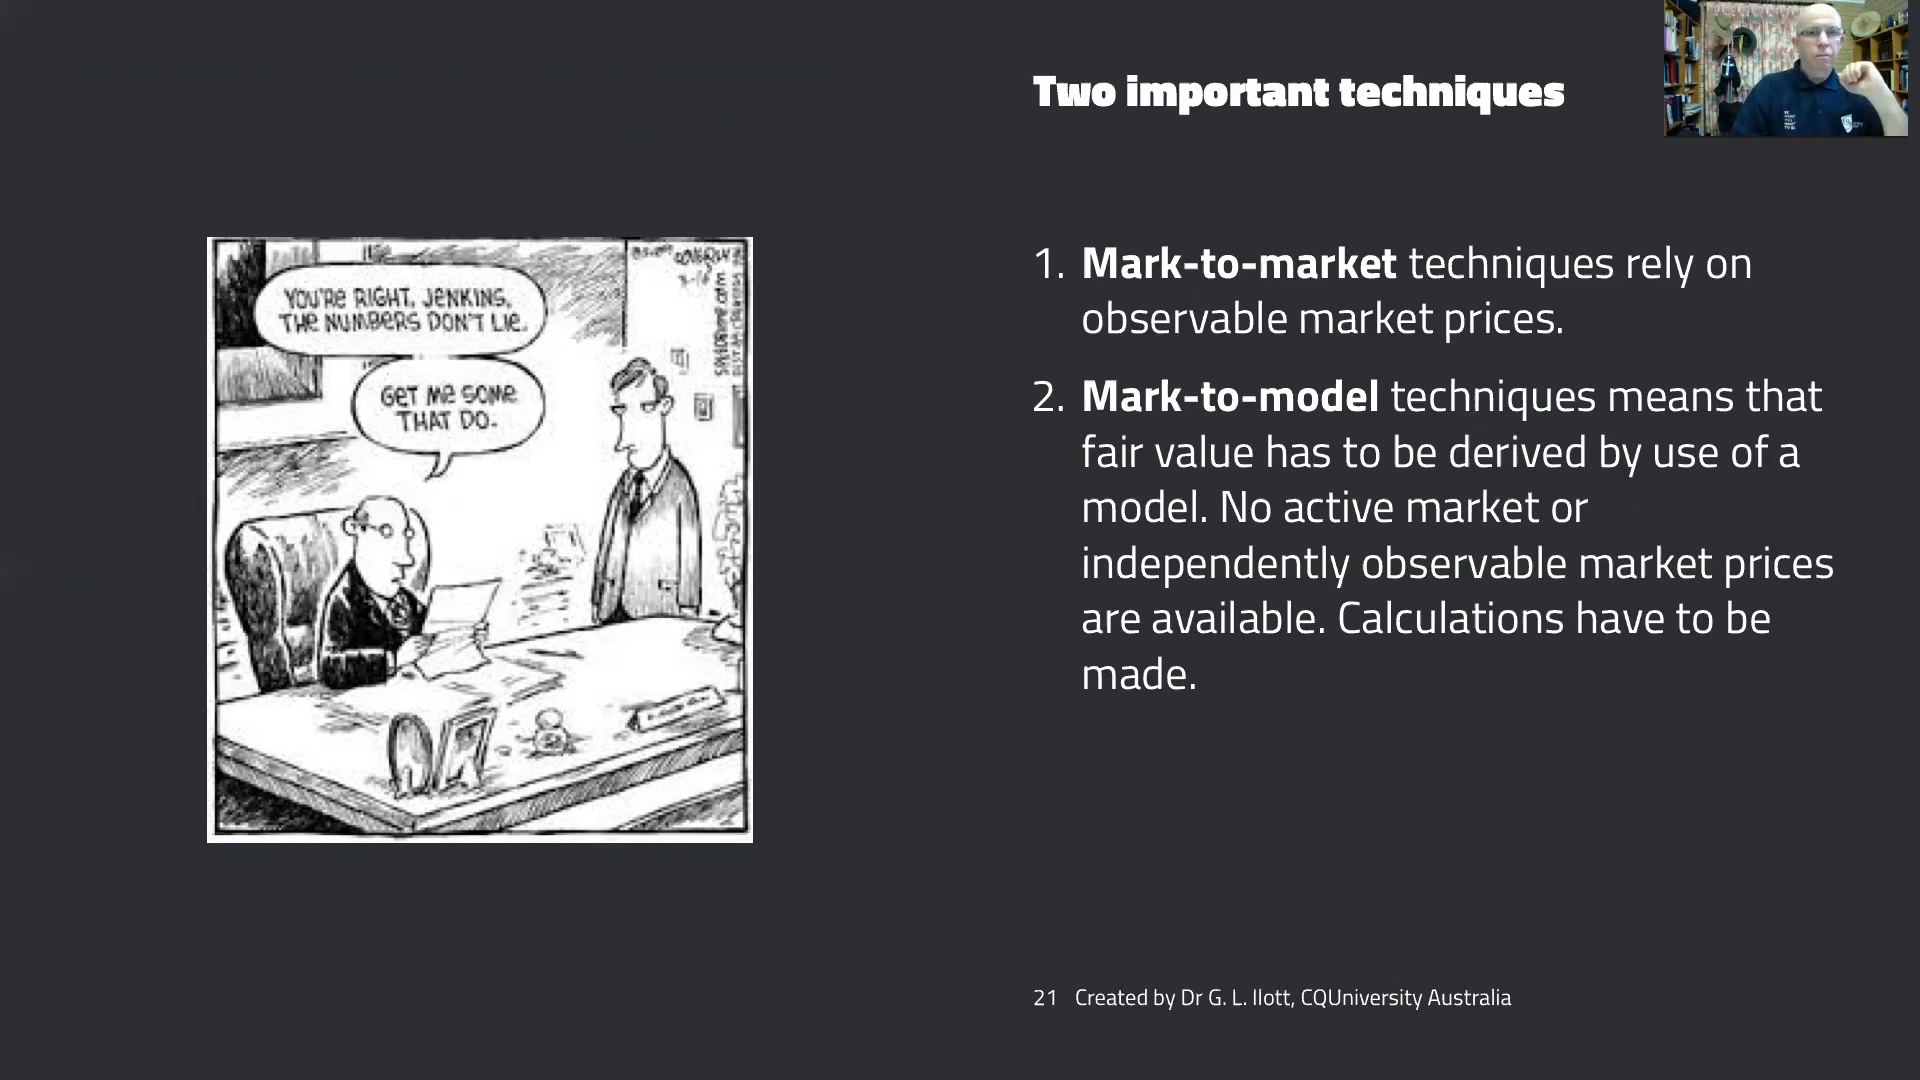 Two important techniques
YOU'RE RIGHT, JENKINS.
THE NUMBERS DON'T LIE.
GET ME SOME
THAT DO.
1. Mark-to-market techniques rely on
observable market prices.
2. Mark-to-model techniques means that
fair value has to be derived by use of a
model. No active market or
independently observable market prices
are available. Calculations have to be
made.
21 Created by Dr G. L. Ilott, CQUniversity Australia